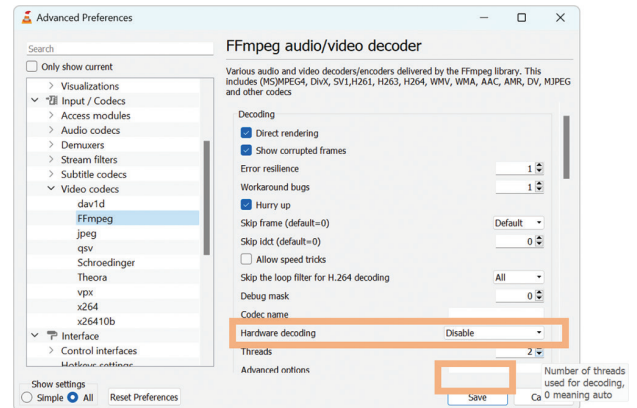 Advanced Preferences
Search
Only show current
Visualizations
Input / Codecs
Access modules
Audio codecs
Demuxers
Stream filters
Subtitle codecs
Video codecs
dav1d
FFmpeg
jpeg
qsv
Schroedinger
Theora
vpx
x264
x26410b
Interface
Control interfaces
Hotkeys settings
Show settings
Simple All Reset Preferences
FFmpeg audio/video decoder
Various audio and video decoders/encoders delivered by the FFmpeg library. This
includes (MS)MPEG4, DivX, SV1,H261, H263, H264, WMV, WMA, AAC, AMR, DV, MJPEG
and other codecs
Decoding
Direct rendering
Show corrupted frames
Error resilience 1
Workaround bugs 1
Hurry up
Skip frame (default=0) Default
Skip idct (default=0) 0
Allow speed tricks
Skip the loop filter for H.264 decoding All
Debug mask 0
Codec name
Hardware decoding Disable
Threads 2
Advanced options
Number of threads
used for decoding,
0 meaning auto
Save Ca